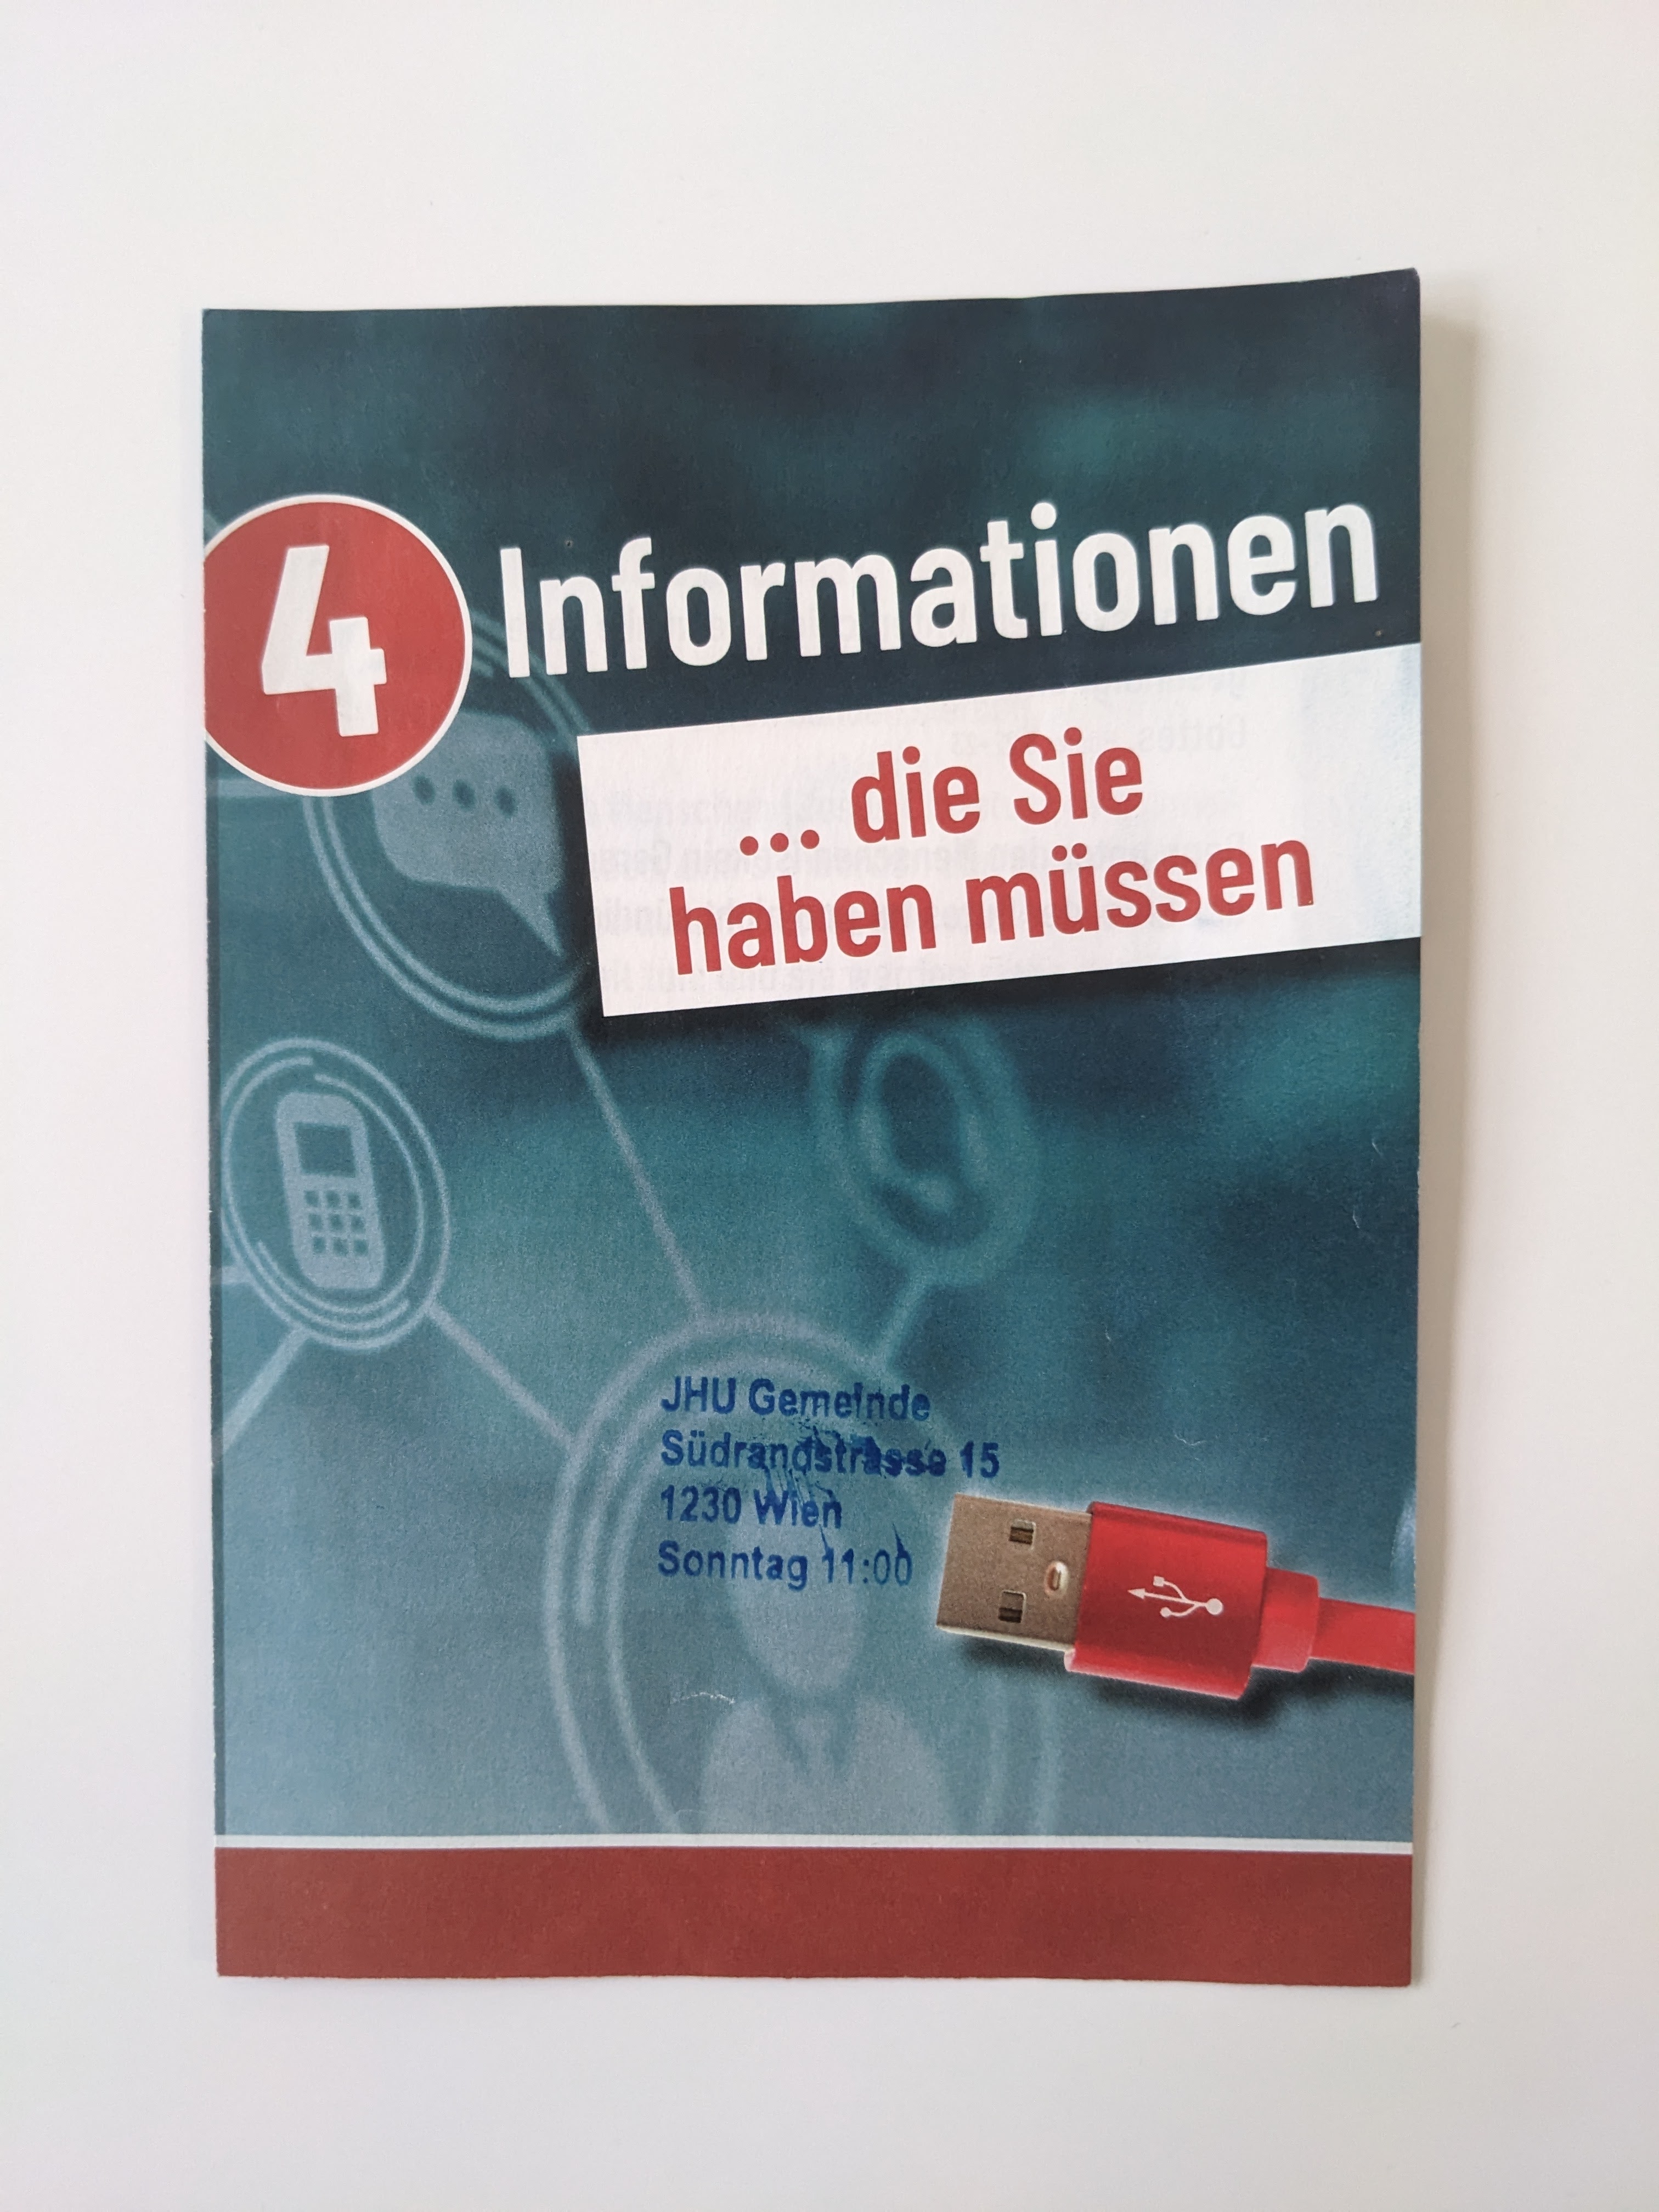 4 Informationen
... die Sie
haben müssen
JHU Gemeinde
Südrandstrasse 15
1230 Wien
Sonntag 11:00